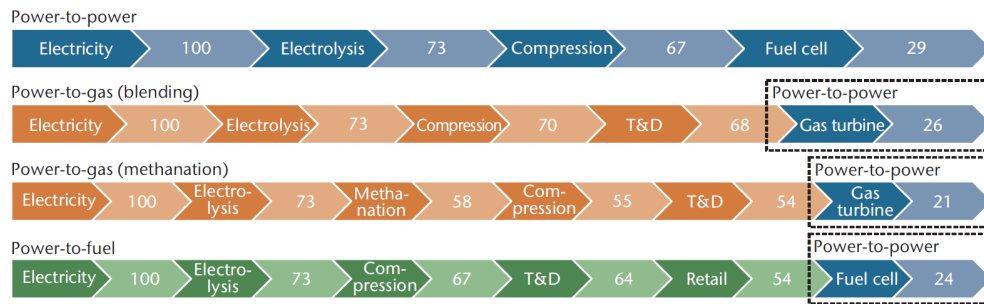 Power-to-power
Electricity 100 Electrolysis 73 Compression 67 Fuel cell 29
Power-to-gas (blending) Power-to-power
Electricity 100 Electrolysis 73 Compression 70 T&D 68 Gas turbine 26
Power-to-gas (methanation) Power-to-power
Electricity 100 Electro-
lysis 73 Metha-
nation 58 Com-
pression 55 T&D 54 Gas
turbine 21
Power-to-fuel Power-to-power
Electricity 100 Electro-
lysis 73 Com-
pression 67 T&D 64 Retail 54 Fuel cell 24